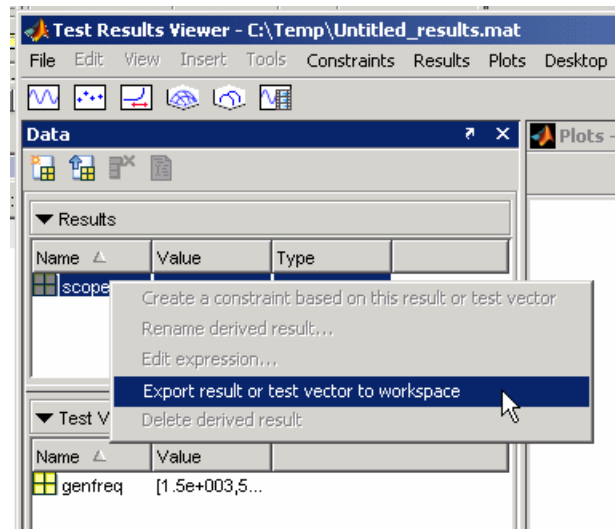 Test Results Viewer - C:\Temp\Untitled_results.mat
File Edit View Insert Tools Constraints Results Plots Desktop
Data
Plots -
Results
Name Value Type
scope
Create a constraint based on this result or test vector
Rename derived result...
Edit expression...
Export result or test vector to workspace
Delete derived result
Test V
Name Value
genfreq [1.5e+003,5...